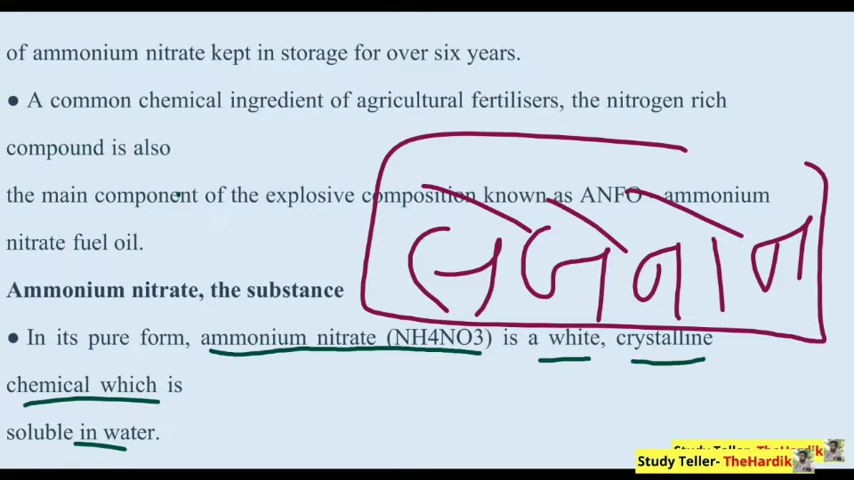 of ammonium nitrate kept in storage for over six years.
● A common chemical ingredient of agricultural fertilisers, the nitrogen rich
compound is also
the main component of the explosive composition known as ANFO - ammonium
nitrate fuel oil.
લેબેનોન
Ammonium nitrate, the substance
● In its pure form, ammonium nitrate (NH4NO3) is a white, crystalline
chemical which is
soluble in water.
Study Teller- TheHardik
Study Teller- TheHardik